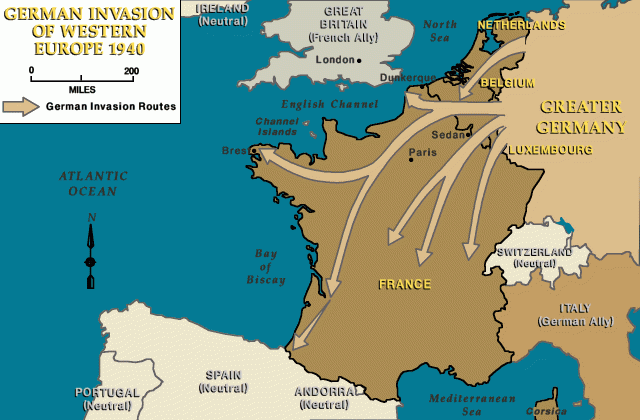 GERMAN INVASION
OF WESTERN
EUROPE 1940
0 200
MILES
German Invasion Routes
IRELAND
(Neutral)
GREAT
BRITAIN
(French Ally)
London
North
Sea
NETHERLANDS
Dunkerque
BELGIUM
English Channel
GREATER
GERMANY
Channel
Islands
Sedan
Brest
Paris
LUXEMBOURG
ATLANTIC
OCEAN
N
Bay
of
Biscay
SWITZERLAND
(Neutral)
FRANCE
ITALY
(German Ally)
SPAIN
(Neutral)
PORTUGAL
(Neutral)
ANDORRA
(Neutral)
Mediterranean
Sea
Corsica